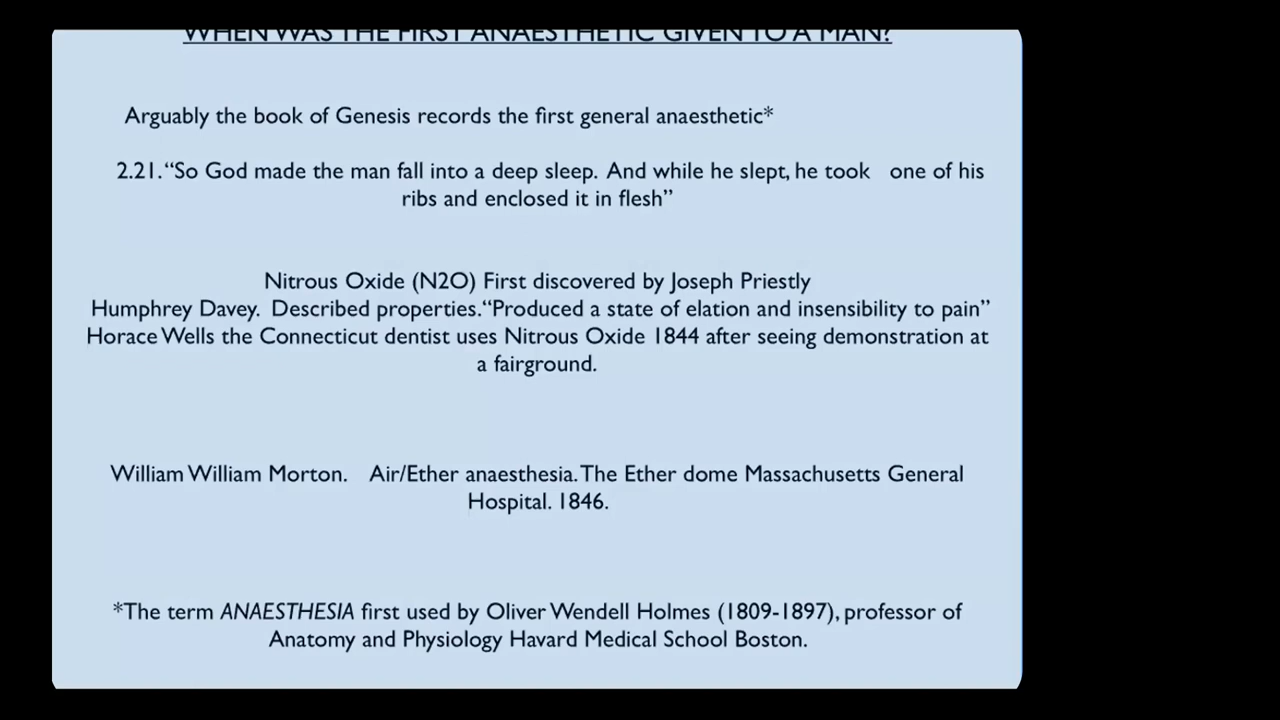 WHEN WAS THE FIRST ANAESTHETIC GIVEN TO A MAN?
Arguably the book of Genesis records the first general anaesthetic*
2.21. “So God made the man fall into a deep sleep. And while he slept, he took one of his
ribs and enclosed it in flesh”
Nitrous Oxide (N2O) First discovered by Joseph Priestly
Humphrey Davey. Described properties. “Produced a state of elation and insensibility to pain”
Horace Wells the Connecticut dentist uses Nitrous Oxide 1844 after seeing demonstration at
a fairground.
William William Morton. Air/Ether anaesthesia. The Ether dome Massachusetts General
Hospital. 1846.
*The term ANAESTHESIA first used by Oliver Wendell Holmes (1809-1897), professor of
Anatomy and Physiology Havard Medical School Boston.